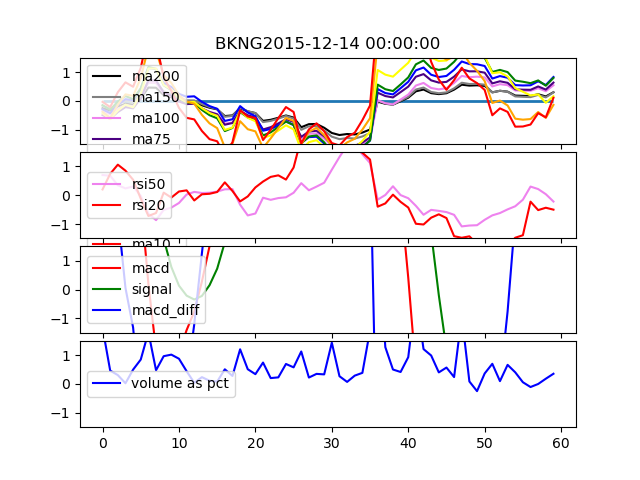 BKNG2015-12-14 00:00:00
1
0
−1
ma200
ma150
ma100
ma75
1
0
−1
rsi50
rsi20
ma10
1
0
−1
macd
signal
macd_diff
1
0
−1
volume as pct
0 10 20 30 40 50 60